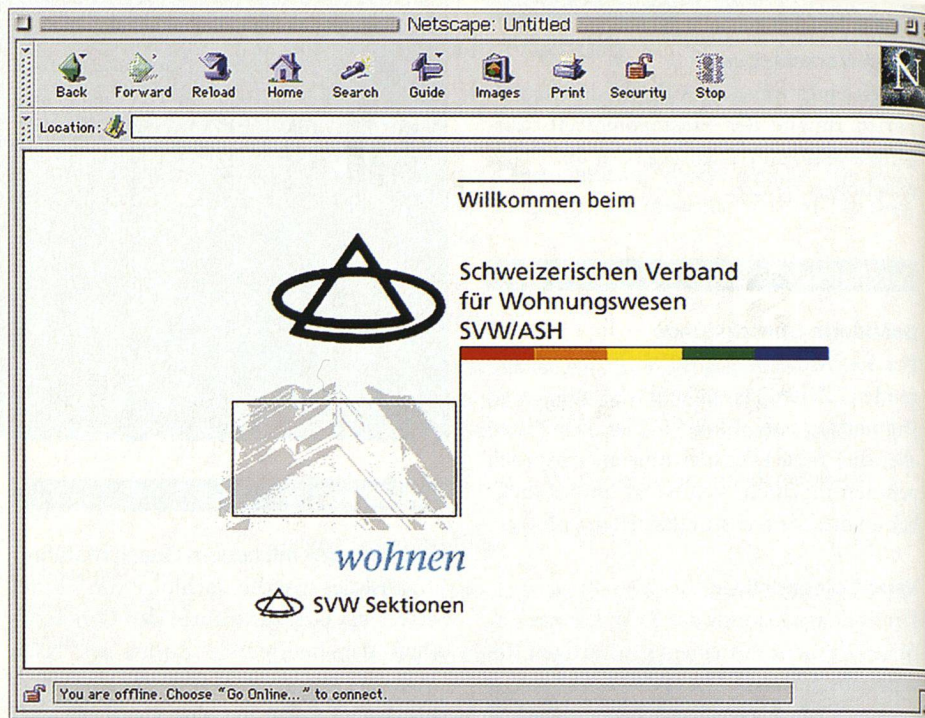 Netscape: Untitled
Back Forward Reload Home Search Guide Images Print Security Stop
N
Location:
Willkommen beim
Schweizerischen Verband
für Wohnungswesen
SVW/ASH
wohnen
SVW Sektionen
You are offline. Choose "Go Online..." to connect.